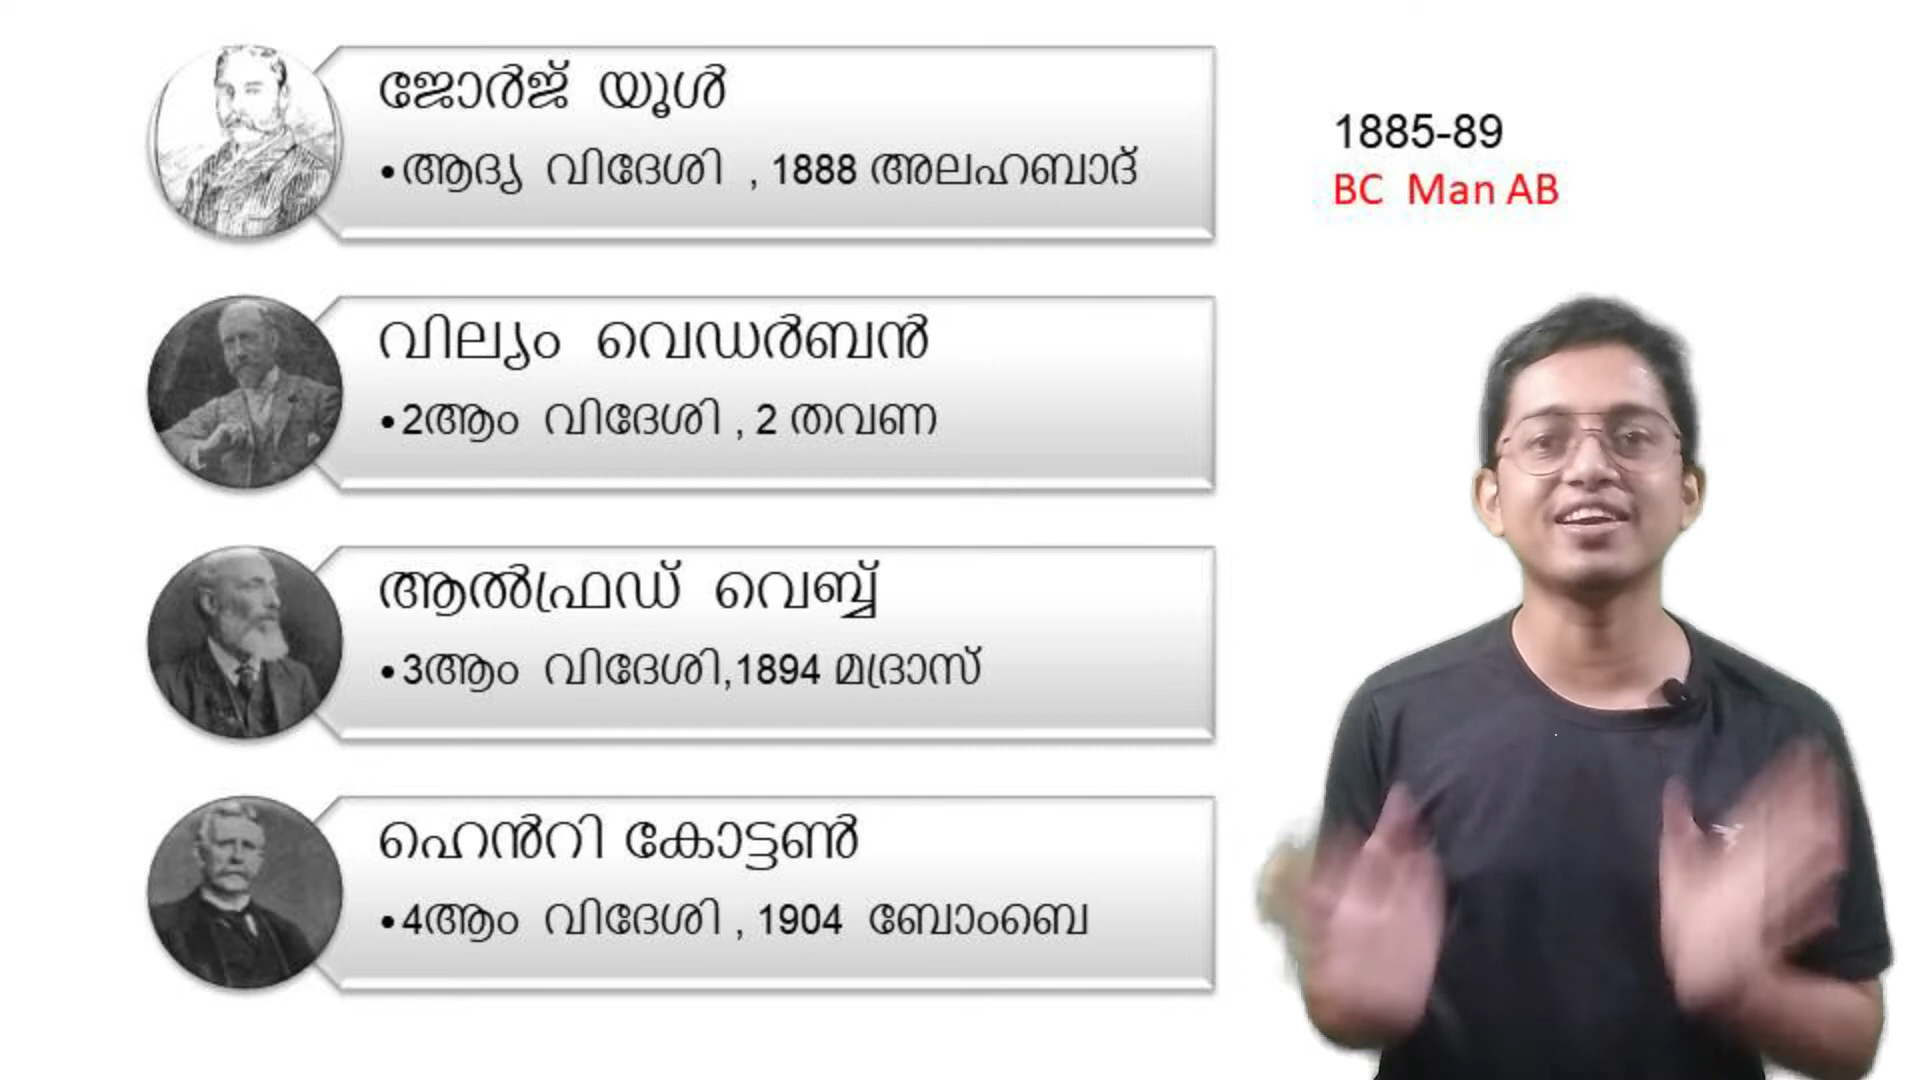 ജോർജ് യൂൾ
•ആദ്യ വിദേശി , 1888 അലഹബാദ്
1885-89
BC Man AB
വില്യം വെഡർബൻ
•2ആം വിദേശി , 2 തവണ
ആൽഫ്രഡ് വെബ്ബ്
•3ആം വിദേശി,1894 മദ്രാസ്
ഹെൻറി കോട്ടൺ
•4ആം വിദേശി , 1904 ബോംബെ